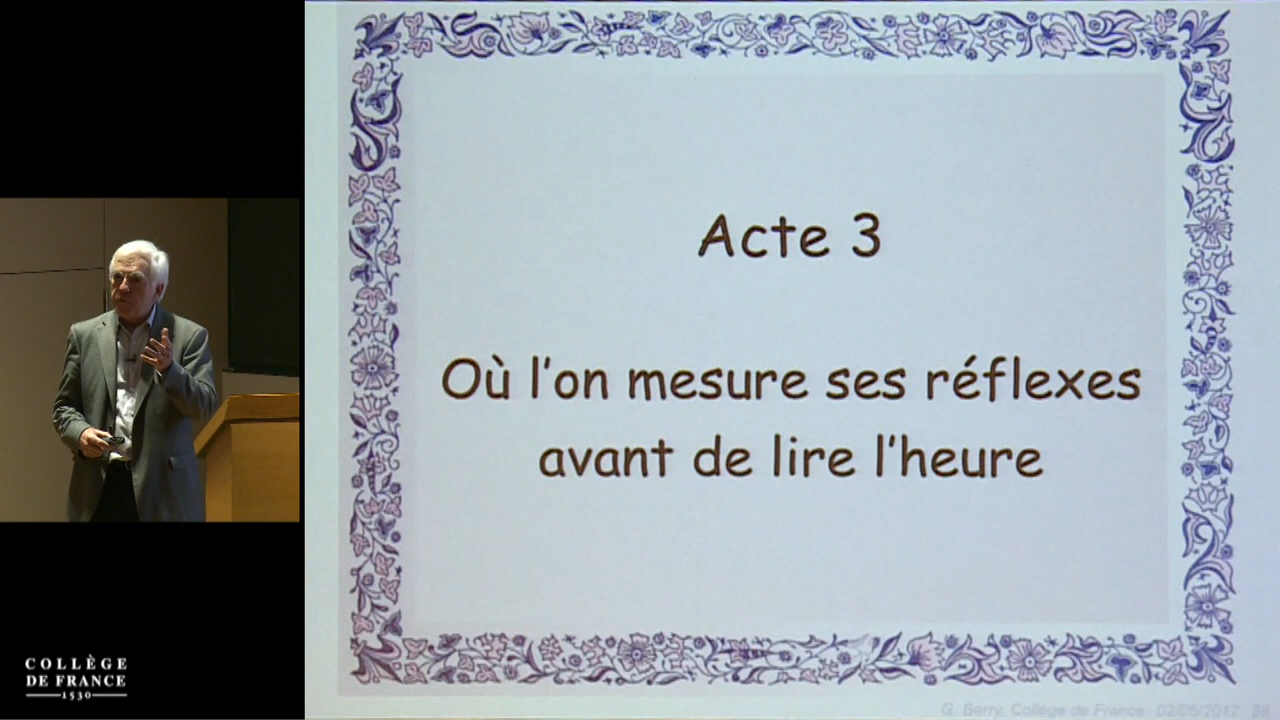 Acte 3
Où l'on mesure ses réflexes
avant de lire l'heure
COLLÈGE
DE FRANCE
1530
G. Berry, Collège de France 02/05/2017